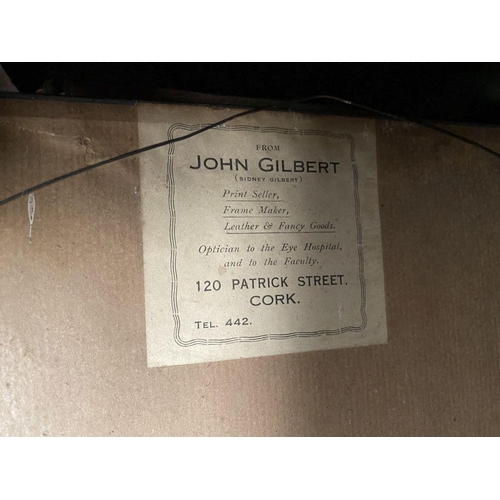 FROM
JOHN GILBERT
(SIDNEY GILBERT)
Print Seller,
Frame Maker,
Leather & Fancy Goods.
Optician to the Eye Hospital,
and to the Faculty.
120 PATRICK STREET,
CORK.
TEL. 442.